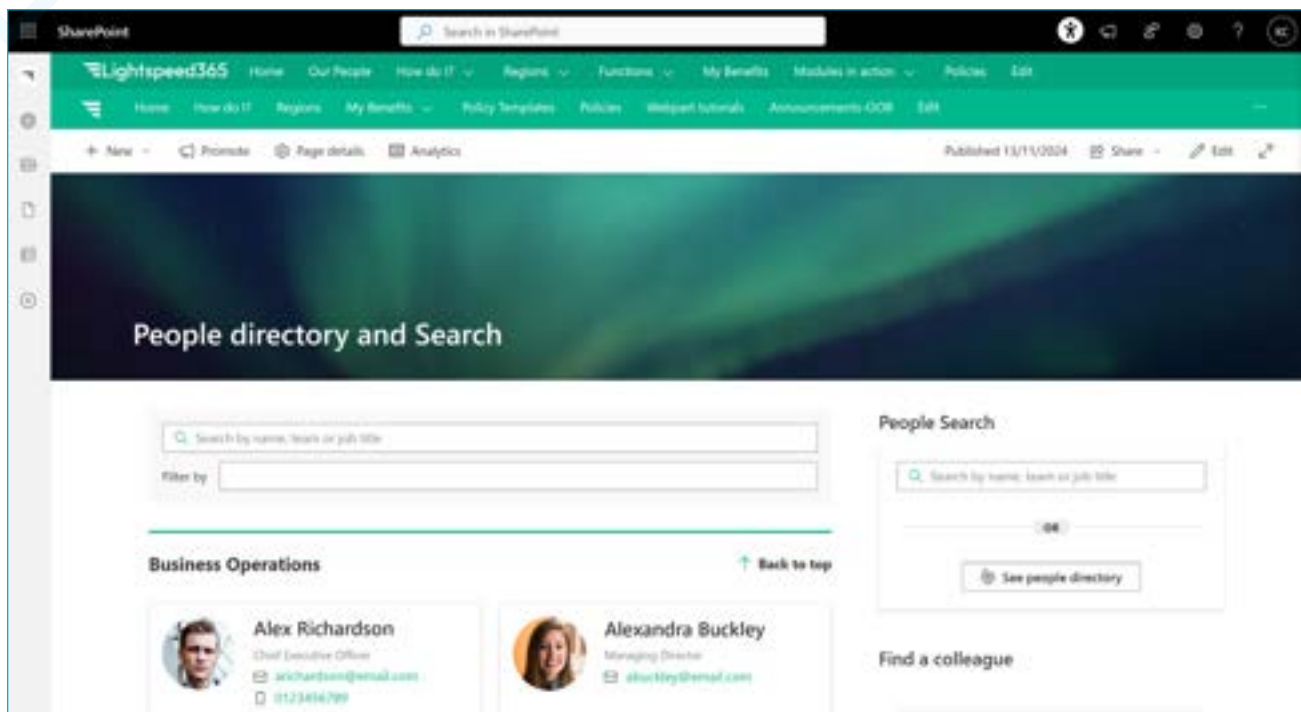 SharePoint
Search in SharePoint
?
KC
Lightspeed365 Home Our People How do I? Regions Functions My Benefits Modules in action Policies Edit
Home How do I? Regions My Benefits Policy Templates Policies Webpart tutorials Announcements OOB Edit ...
+ New Promote Page details Analytics
Published 13/11/2024 Share Edit
People directory and Search
Search by name, team or job title
Filter by
People Search
Search by name, team or job title
OR
See people directory
Business Operations
Back to top
Alex Richardson
Chief Executive Officer
arichardson@email.com
0123456789
Alexandra Buckley
Managing Director
abuckley@email.com
Find a colleague